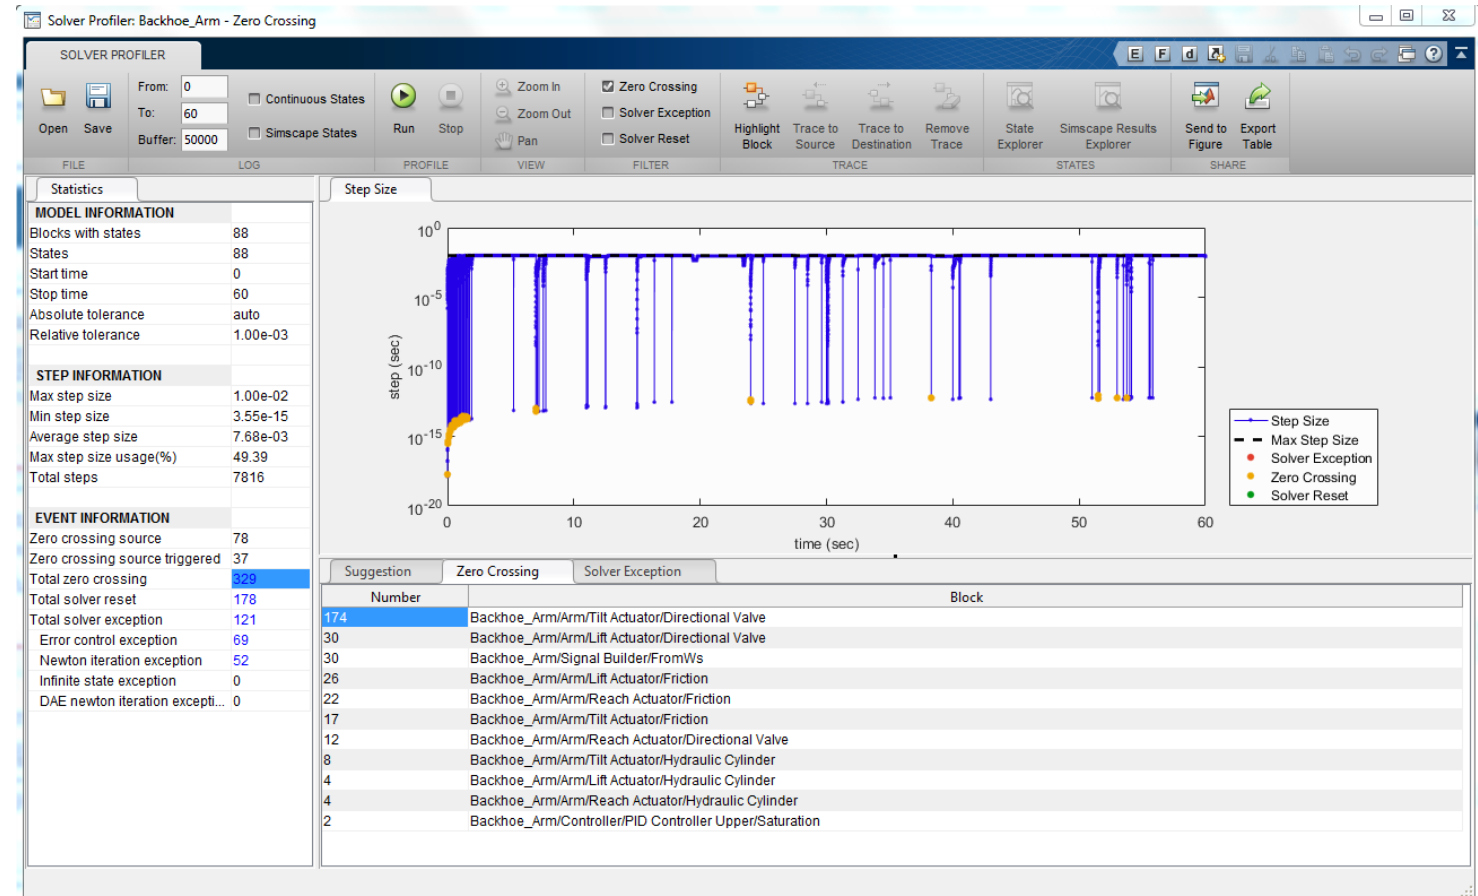 Solver Profiler: Backhoe_Arm - Zero Crossing
SOLVER PROFILER
E F d ?
Open Save
From: 0
To: 60
Buffer: 50000
Continuous States
Simscape States
Run Stop
Zoom In
Zoom Out
Pan
Zero Crossing
Solver Exception
Solver Reset
Highlight Block
Trace to Source
Trace to Destination
Remove Trace
State Explorer
Simscape Results Explorer
Send to Figure
Export Table
FILE LOG PROFILE VIEW FILTER TRACE STATES SHARE
Statistics
MODEL INFORMATION
Blocks with states 88
States 88
Start time 0
Stop time 60
Absolute tolerance auto
Relative tolerance 1.00e-03
STEP INFORMATION
Max step size 1.00e-02
Min step size 3.55e-15
Average step size 7.68e-03
Max step size usage(%) 49.39
Total steps 7816
EVENT INFORMATION
Zero crossing source 78
Zero crossing source triggered 37
Total zero crossing 329
Total solver reset 178
Total solver exception 121
Error control exception 69
Newton iteration exception 52
Infinite state exception 0
DAE newton iteration excepti... 0
Step Size
10⁰
10⁻⁵
10⁻¹⁰
10⁻¹⁵
10⁻²⁰
step (sec)
0 10 20 30 40 50 60
time (sec)
Step Size
Max Step Size
Solver Exception
Zero Crossing
Solver Reset
Suggestion Zero Crossing Solver Exception
Number Block
174 Backhoe_Arm/Arm/Tilt Actuator/Directional Valve
30 Backhoe_Arm/Arm/Lift Actuator/Directional Valve
30 Backhoe_Arm/Signal Builder/FromWs
26 Backhoe_Arm/Arm/Lift Actuator/Friction
22 Backhoe_Arm/Arm/Reach Actuator/Friction
17 Backhoe_Arm/Arm/Tilt Actuator/Friction
12 Backhoe_Arm/Arm/Reach Actuator/Directional Valve
8 Backhoe_Arm/Arm/Tilt Actuator/Hydraulic Cylinder
4 Backhoe_Arm/Arm/Lift Actuator/Hydraulic Cylinder
4 Backhoe_Arm/Arm/Reach Actuator/Hydraulic Cylinder
2 Backhoe_Arm/Controller/PID Controller Upper/Saturation